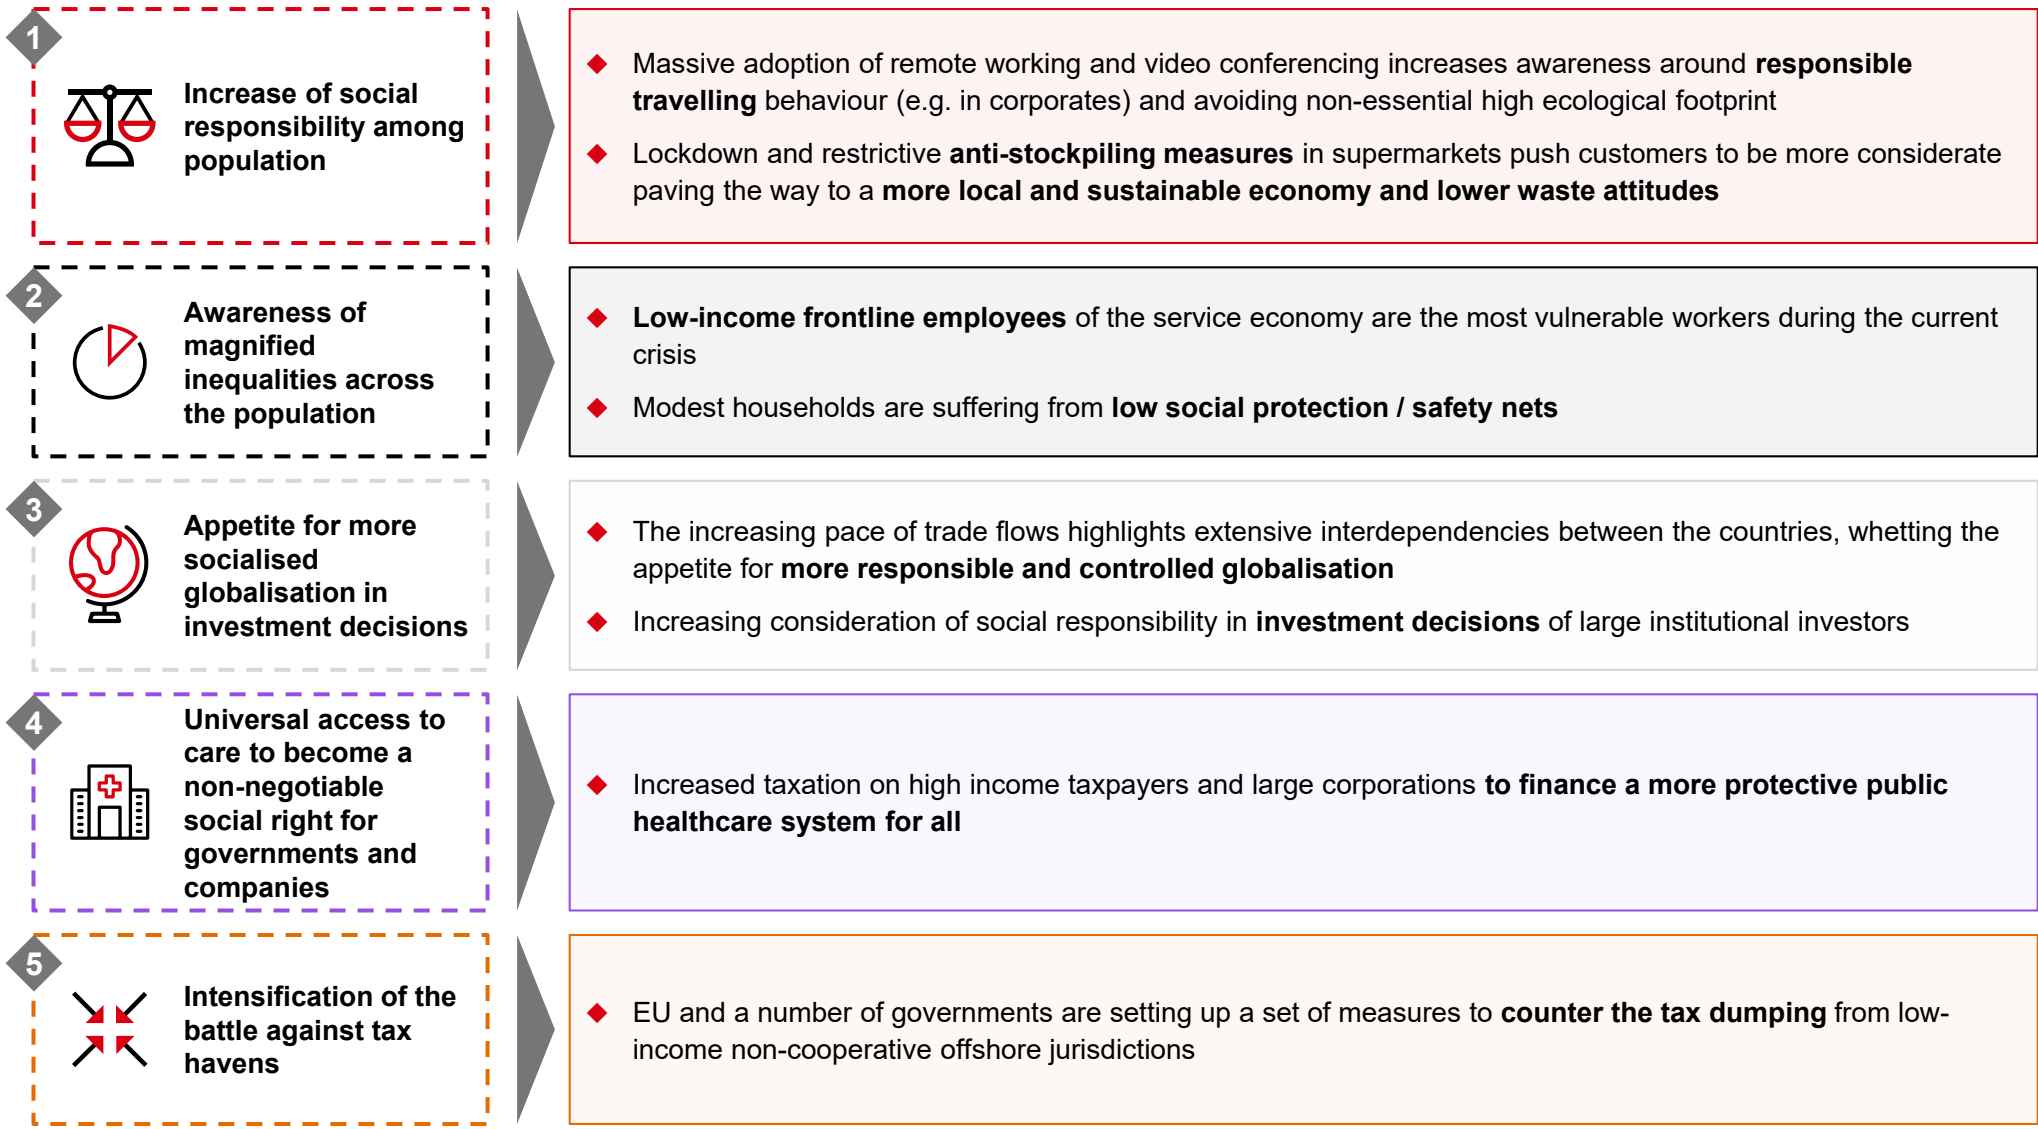 1
Increase of social
responsibility among
population
Massive adoption of remote working and video conferencing increases awareness around responsible
travelling behaviour (e.g. in corporates) and avoiding non-essential high ecological footprint
Lockdown and restrictive anti-stockpiling measures in supermarkets push customers to be more considerate
paving the way to a more local and sustainable economy and lower waste attitudes
2
Awareness of
magnified
inequalities across
the population
Low-income frontline employees of the service economy are the most vulnerable workers during the current
crisis
Modest households are suffering from low social protection / safety nets
3
Appetite for more
socialised
globalisation in
investment decisions
The increasing pace of trade flows highlights extensive interdependencies between the countries, whetting the
appetite for more responsible and controlled globalisation
Increasing consideration of social responsibility in investment decisions of large institutional investors
4
Universal access to
care to become a
non-negotiable
social right for
governments and
companies
Increased taxation on high income taxpayers and large corporations to finance a more protective public
healthcare system for all
5
Intensification of the
battle against tax
havens
EU and a number of governments are setting up a set of measures to counter the tax dumping from low-
income non-cooperative offshore jurisdictions